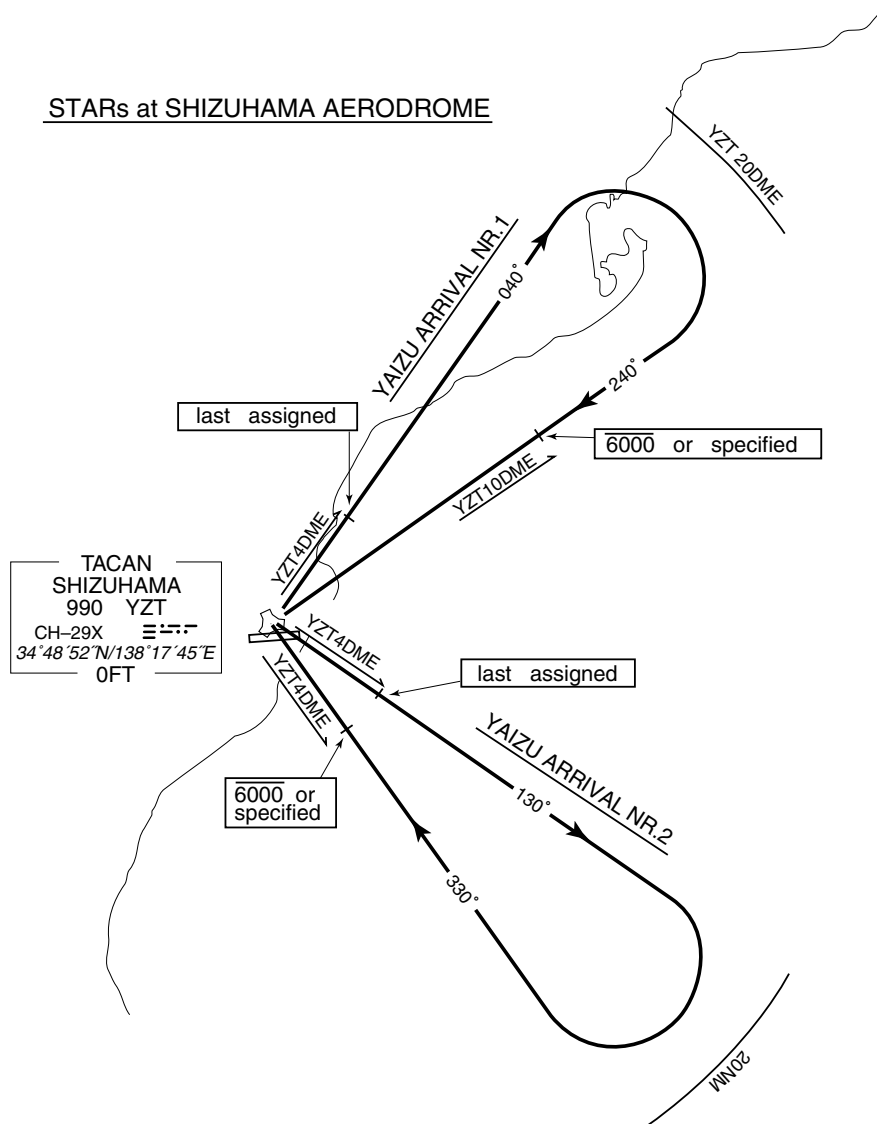 STARs at SHIZUHAMA AERODROME
YZT 20DME
YAIZU ARRIVAL NR.1
040°
240°
last assigned
6000 or specified
YZT10DME
YZT4DME
TACAN
SHIZUHAMA
990 YZT
CH–29X
34°48´52˝N/138°17´45˝E
0FT
YZT4DME
last assigned
YZT4DME
YAIZU ARRIVAL NR.2
6000 or
specified
130°
330°
20NM